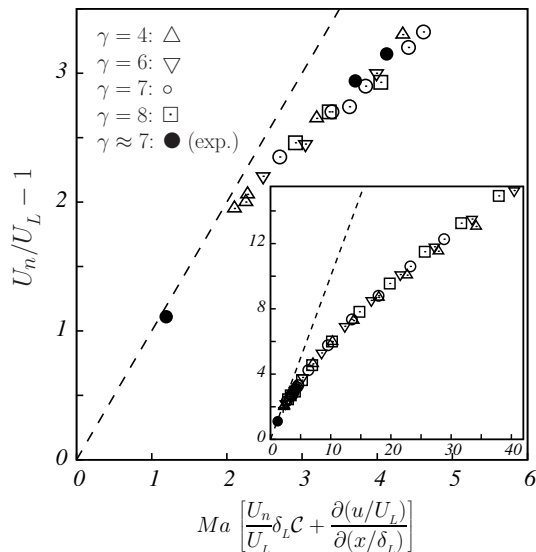 3
γ = 4: △
γ = 6: ▽
γ = 7: ○
γ = 8: ⊡
γ ≈ 7: ● (exp.)
2
1
0
U_n/U_L − 1
12
8
4
0
0 10 20 30 40
0 1 2 3 4 5 6
Ma [ U_n/U_L δ_L C + ∂(u/U_L)/∂(x/δ_L) ]